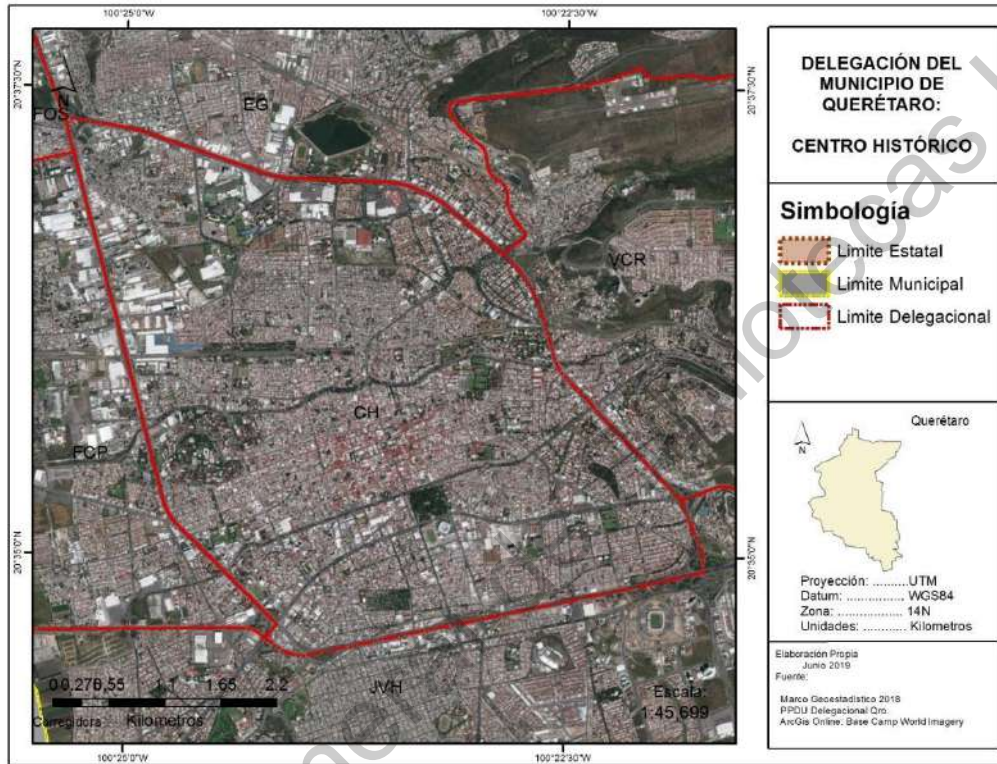 100°25'0"W
100°22'30"W
20°37'30"N
20°37'30"N
N
FOS
EG
VCR
CH
FCP
20°35'0"N
20°35'0"N
JVH
0 0.275 0.55 1.1 1.65 2.2
Kilometros
Corregidora
Escala:
1:45,699
100°25'0"W
100°22'30"W
DELEGACIÓN DEL
MUNICIPIO DE
QUERÉTARO:
CENTRO HISTÓRICO
Simbología
Limite Estatal
Limite Municipal
Limite Delegacional
Querétaro
N
Proyección: ..........UTM
Datum: ................ WGS84
Zona: .................. 14N
Unidades: ........... Kilometros
Elaboración Propia
Junio 2019
Fuente:
Marco Geoestadístico 2018
PPDU Delegacional Qro.
ArcGis Online: Base Camp World Imagery